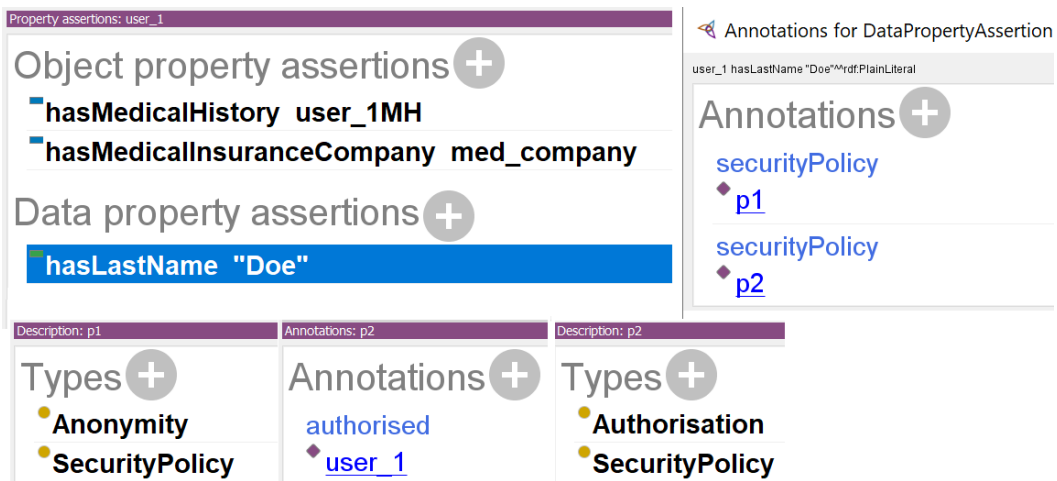 Property assertions: user_1
Object property assertions
hasMedicalHistory user_1MH
hasMedicalInsuranceCompany med_company
Data property assertions
hasLastName "Doe"
Annotations for DataPropertyAssertion
user_1 hasLastName "Doe"^^rdf:PlainLiteral
Annotations
securityPolicy
p1
securityPolicy
p2
Description: p1
Types
Anonymity
SecurityPolicy
Annotations: p2
Annotations
authorised
user_1
Description: p2
Types
Authorisation
SecurityPolicy